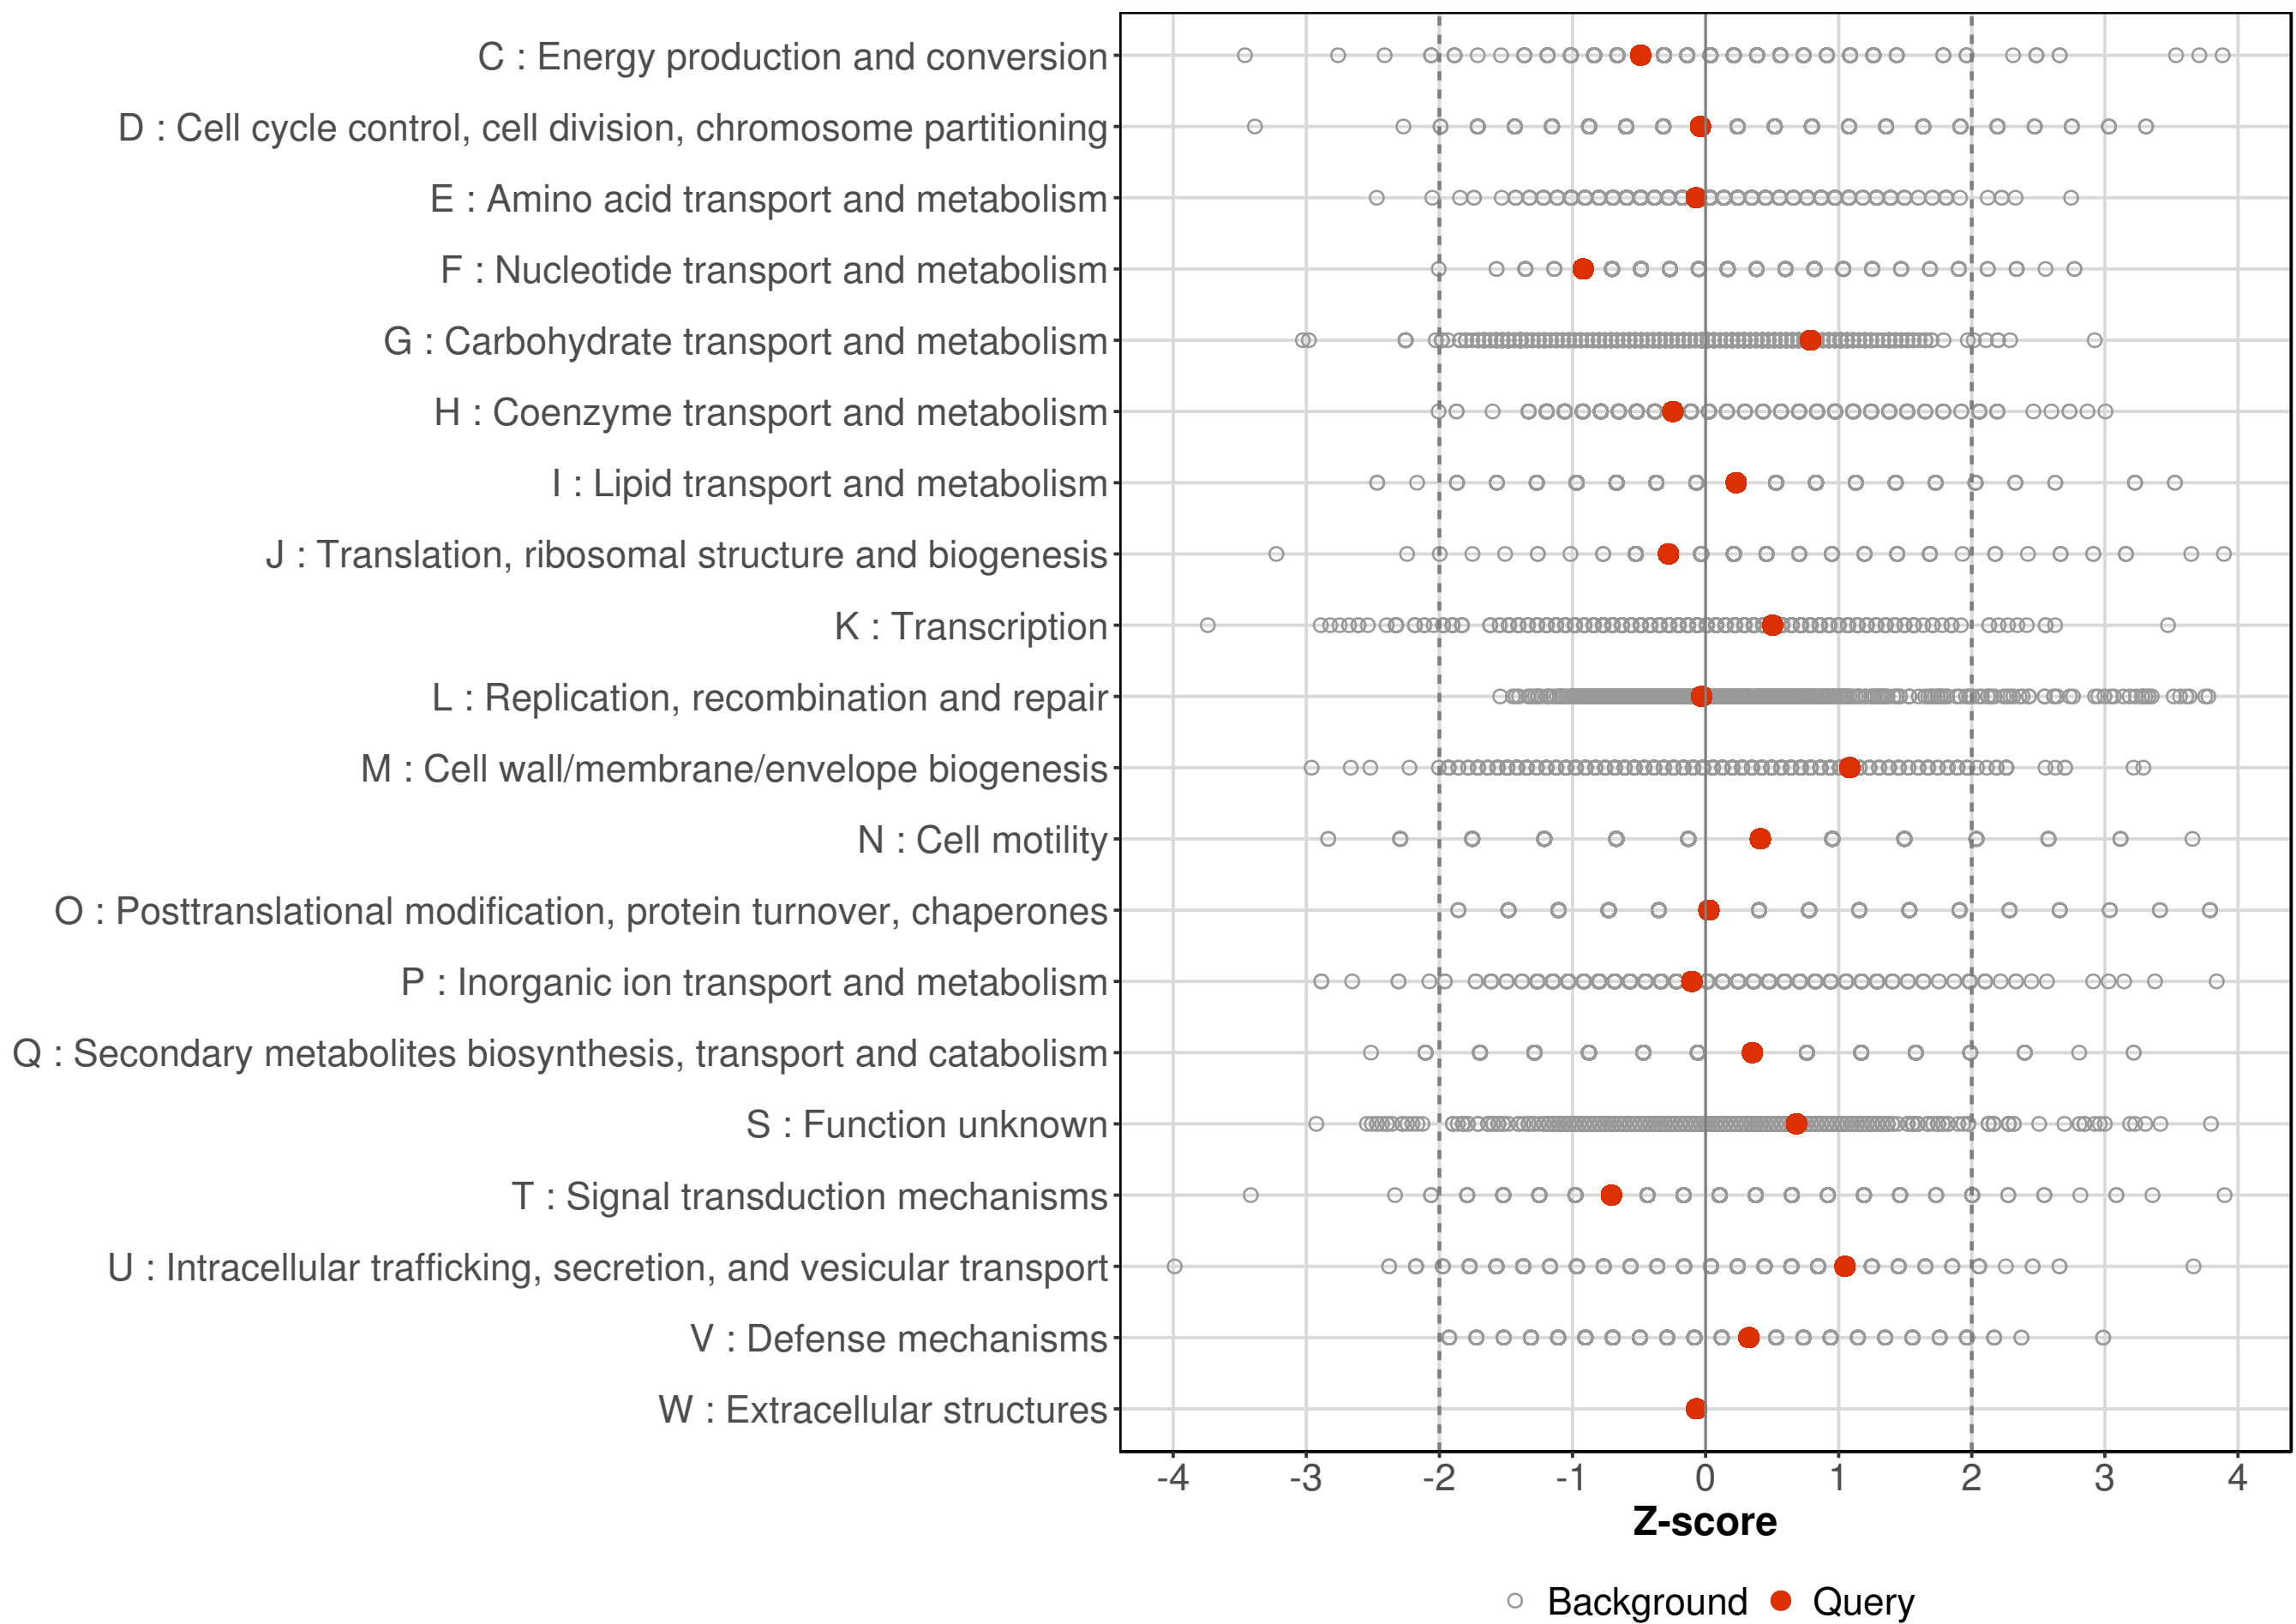 C : Energy production and conversion
D : Cell cycle control, cell division, chromosome partitioning
E : Amino acid transport and metabolism
F : Nucleotide transport and metabolism
G : Carbohydrate transport and metabolism
H : Coenzyme transport and metabolism
I : Lipid transport and metabolism
J : Translation, ribosomal structure and biogenesis
K : Transcription
L : Replication, recombination and repair
M : Cell wall/membrane/envelope biogenesis
N : Cell motility
O : Posttranslational modification, protein turnover, chaperones
P : Inorganic ion transport and metabolism
Q : Secondary metabolites biosynthesis, transport and catabolism
S : Function unknown
T : Signal transduction mechanisms
U : Intracellular trafficking, secretion, and vesicular transport
V : Defense mechanisms
W : Extracellular structures
-4 -3 -2 -1 0 1 2 3 4
Z-score
Background Query